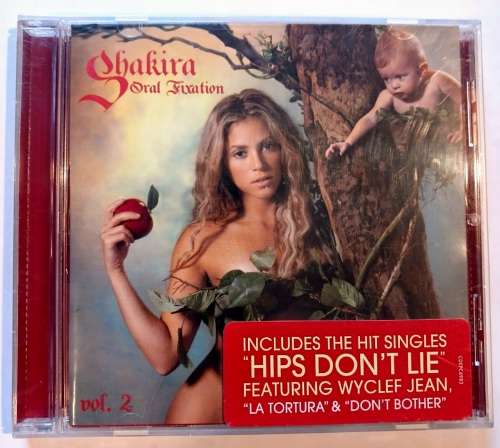 Shakira
Oral Fixation
vol. 2
INCLUDES THE HIT SINGLES
"HIPS DON'T LIE"
FEATURING WYCLEF JEAN,
"LA TORTURA" & "DON'T BOTHER"